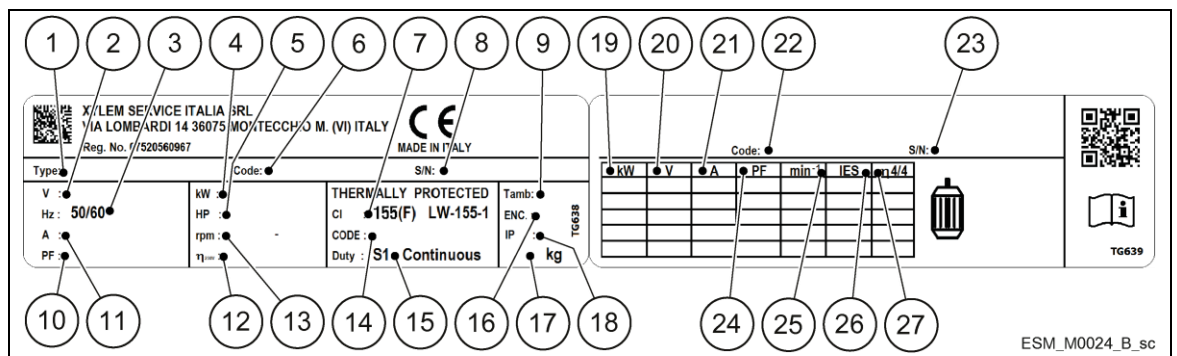 1 2 3 4 5 6 7 8 9 19 20 21 22 23
XYLEM SERVICE ITALIA SRL
VIA LOMBARDI 14 36075 MONTECCHIO M. (VI) ITALY
Reg. No. 07520560967
CE
MADE IN ITALY
Type: Code: S/N:
V :
Hz : 50/60
A :
PF :
kW :
HP :
rpm : -
η :
THERMALLY PROTECTED
Cl : 155(F) LW-155-1
CODE :
Duty : S1 Continuous
Tamb:
ENC. :
IP :
kg
TG638
Code: S/N:
kW V A PF min-1 IES η4/4
i
TG639
10 11 12 13 14 15 16 17 18 24 25 26 27
ESM_M0024_B_sc